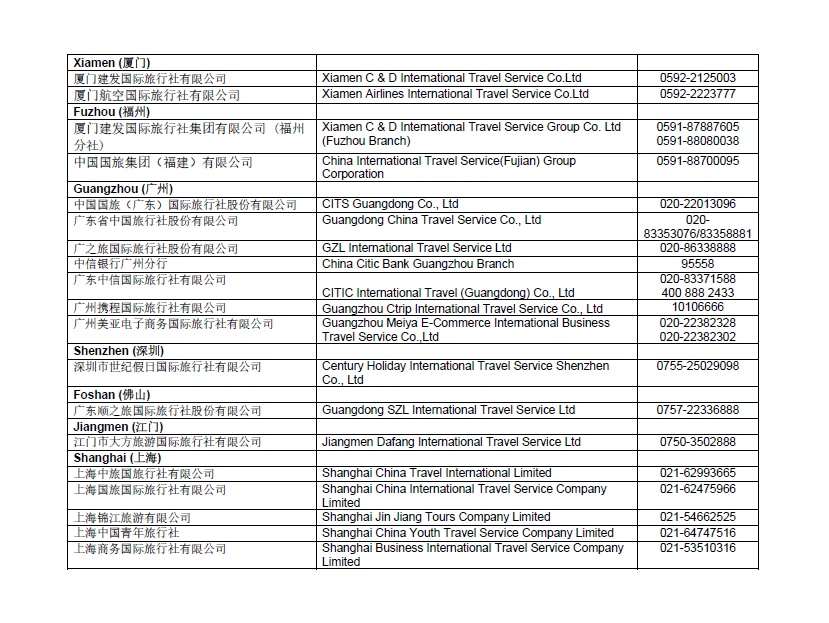 Xiamen (厦门)
厦门建发国际旅行社有限公司 Xiamen C & D International Travel Service Co.Ltd 0592-2125003
厦门航空国际旅行社有限公司 Xiamen Airlines International Travel Service Co.Ltd 0592-2223777
Fuzhou (福州)
厦门建发国际旅行社集团有限公司 (福州 Xiamen C & D International Travel Service Group Co. Ltd 0591-87887605
分社) (Fuzhou Branch) 0591-88080038
中国国旅集团（福建）有限公司 China International Travel Service(Fujian) Group 0591-88700095
Corporation
Guangzhou (广州)
中国国旅（广东）国际旅行社股份有限公司 CITS Guangdong Co., Ltd 020-22013096
广东省中国旅行社股份有限公司 Guangdong China Travel Service Co., Ltd 020-
83353076/83358881
广之旅国际旅行社股份有限公司 GZL International Travel Service Ltd 020-86338888
中信银行广州分行 China Citic Bank Guangzhou Branch 95558
广东中信国际旅行社有限公司 020-83371588
CITIC International Travel (Guangdong) Co., Ltd 400 888 2433
广州携程国际旅行社有限公司 Guangzhou Ctrip International Travel Service Co., Ltd 10106666
广州美亚电子商务国际旅行社有限公司 Guangzhou Meiya E-Commerce International Business 020-22382328
Travel Service Co.,Ltd 020-22382302
Shenzhen (深圳)
深圳市世纪假日国际旅行社有限公司 Century Holiday International Travel Service Shenzhen 0755-25029098
Co., Ltd
Foshan (佛山)
广东顺之旅国际旅行社股份有限公司 Guangdong SZL International Travel Service Ltd 0757-22336888
Jiangmen (江门)
江门市大方旅游国际旅行社有限公司 Jiangmen Dafang International Travel Service Ltd 0750-3502888
Shanghai (上海)
上海中旅国际旅行社有限公司 Shanghai China Travel International Limited 021-62993665
上海国旅国际旅行社有限公司 Shanghai China International Travel Service Company 021-62475966
Limited
上海锦江旅游有限公司 Shanghai Jin Jiang Tours Company Limited 021-54662525
上海中国青年旅行社 Shanghai China Youth Travel Service Company Limited 021-64747516
上海商务国际旅行社有限公司 Shanghai Business International Travel Service Company 021-53510316
Limited